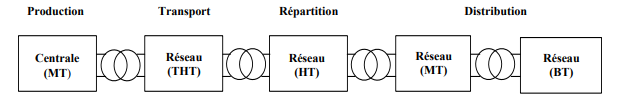 Production Transport Répartition Distribution
Centrale Réseau Réseau Réseau Réseau
(MT) (THT) (HT) (MT) (BT)